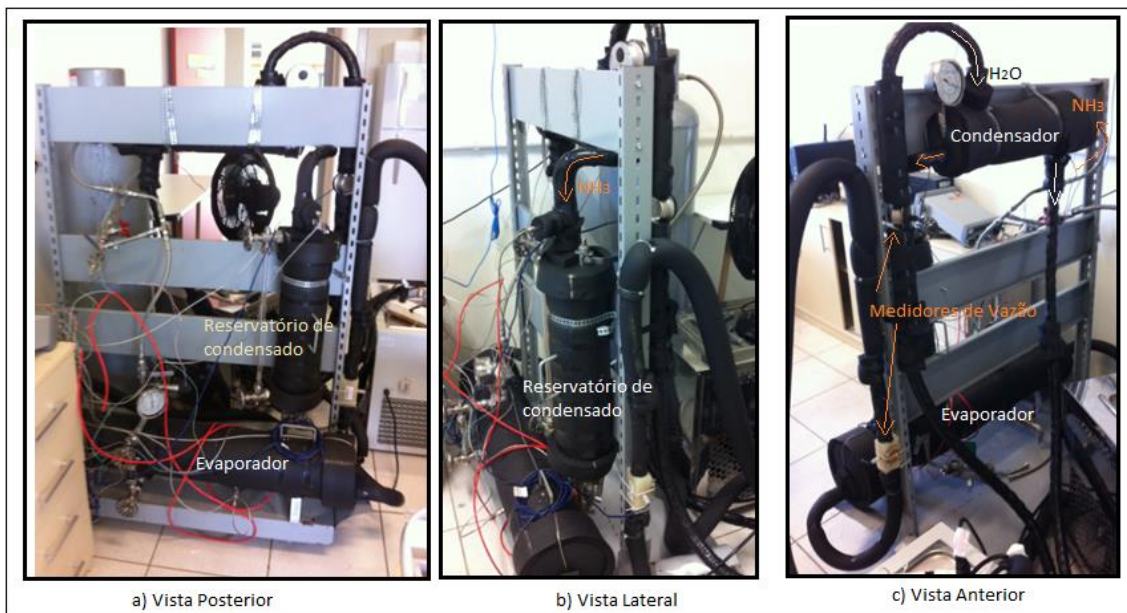 Reservatório de
condensado
Evaporador
a) Vista Posterior
NH3
Reservatório de
condensado
b) Vista Lateral
H2O
NH3
Condensador
Medidores de Vazão
Evaporador
c) Vista Anterior